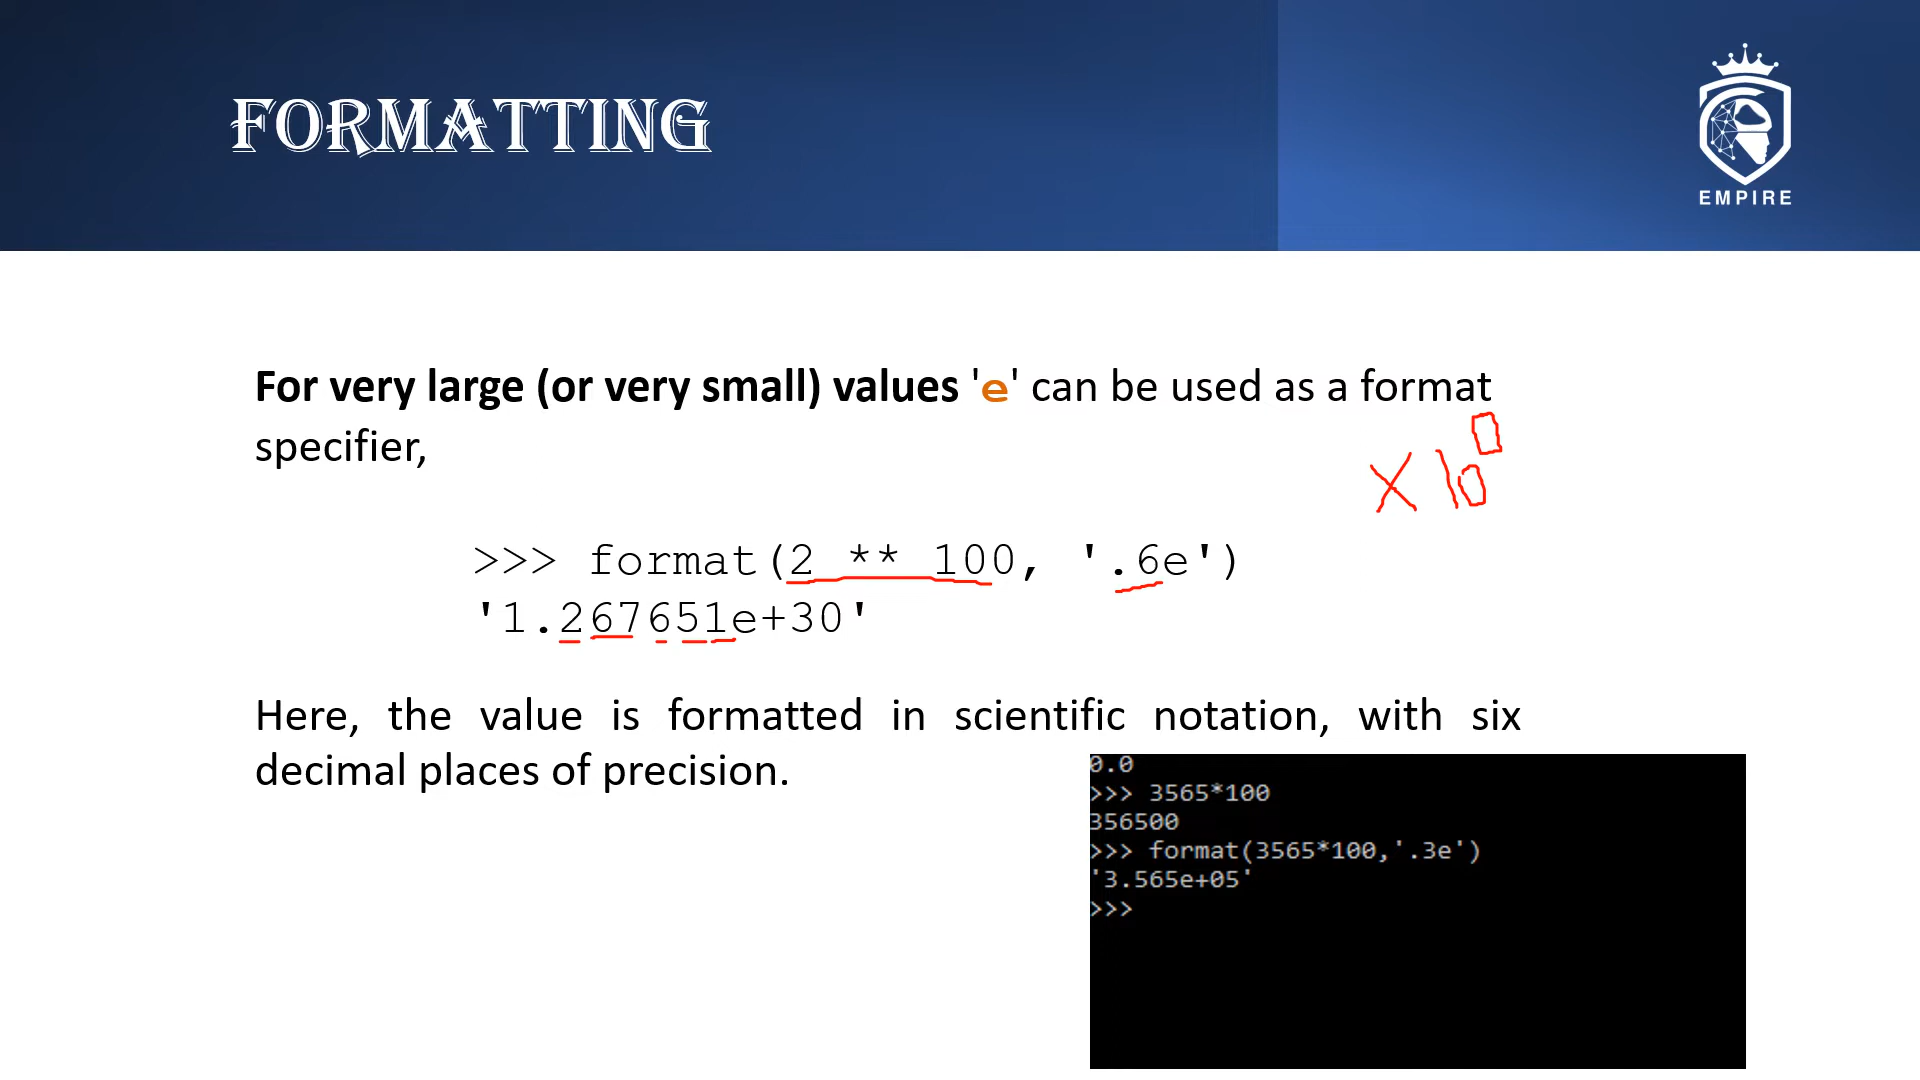 FORMATTING
EMPIRE
For very large (or very small) values 'e' can be used as a format
specifier,
X 10
>>> format(2 ** 100, '.6e')
'1.267651e+30'
Here, the value is formatted in scientific notation, with six
decimal places of precision.
0.0
>>> 3565*100
356500
>>> format(3565*100,'.3e')
'3.565e+05'
>>>